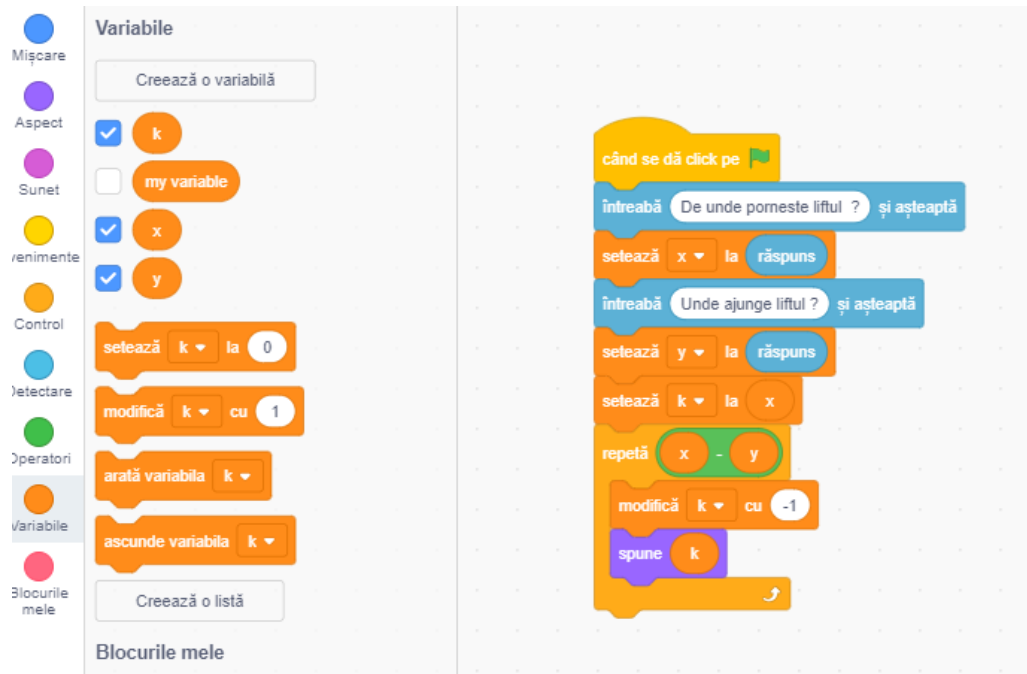 Mișcare
Aspect
Sunet
venimente
Control
Detectare
Operatori
Variabile
Blocurile
mele
Variabile
Creează o variabilă
k
my variable
x
y
setează k la 0
modifică k cu 1
arată variabila k
ascunde variabila k
Creează o listă
Blocurile mele
când se dă click pe
întreabă De unde porneste liftul ? și așteaptă
setează x la răspuns
întreabă Unde ajunge liftul ? și așteaptă
setează y la răspuns
setează k la x
repetă x - y
modifică k cu -1
spune k